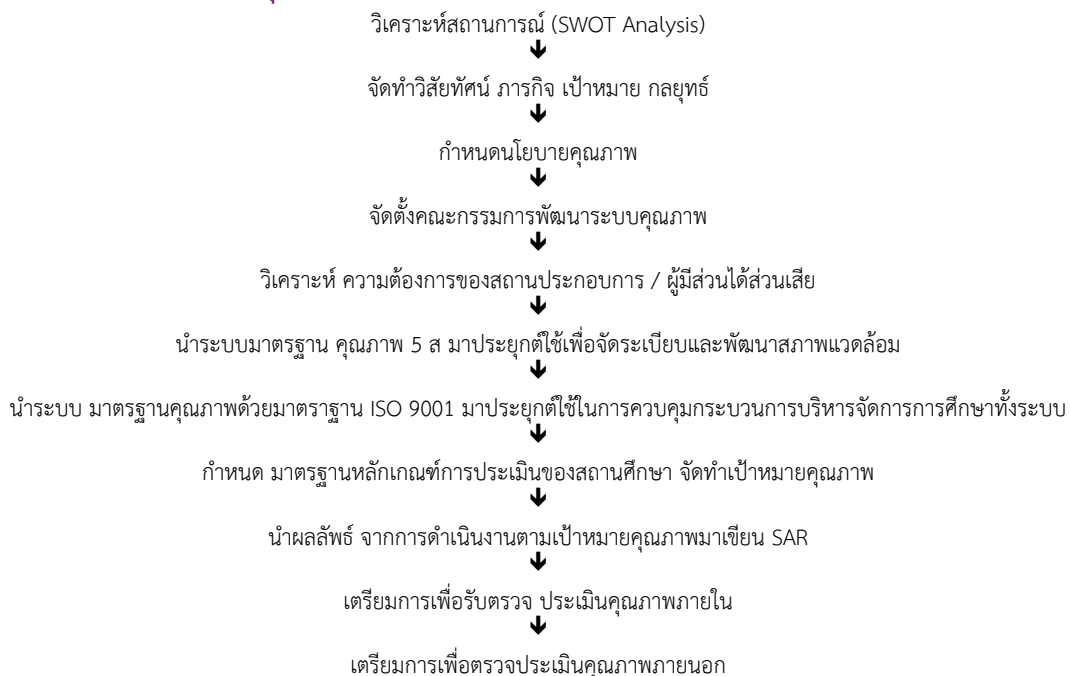 วิเคราะห์สถานการณ์ (SWOT Analysis)
จัดทำวิสัยทัศน์ ภารกิจ เป้าหมาย กลยุทธ์
กำหนดนโยบายคุณภาพ
จัดตั้งคณะกรรมการพัฒนาระบบคุณภาพ
วิเคราะห์ ความต้องการของสถานประกอบการ / ผู้มีส่วนได้ส่วนเสีย
นำระบบมาตรฐาน คุณภาพ 5 ส มาประยุกต์ใช้เพื่อจัดระเบียบและพัฒนาสภาพแวดล้อม
นำระบบ มาตรฐานคุณภาพด้วยมาตราฐาน ISO 9001 มาประยุกต์ใช้ในการควบคุมกระบวนการบริหารจัดการการศึกษาทั้งระบบ
กำหนด มาตรฐานหลักเกณฑ์การประเมินของสถานศึกษา จัดทำเป้าหมายคุณภาพ
นำผลลัพธ์ จากการดำเนินงานตามเป้าหมายคุณภาพมาเขียน SAR
เตรียมการเพื่อรับตรวจ ประเมินคุณภาพภายใน
เตรียมการเพื่อตรวจประเมินคุณภาพภายนอก